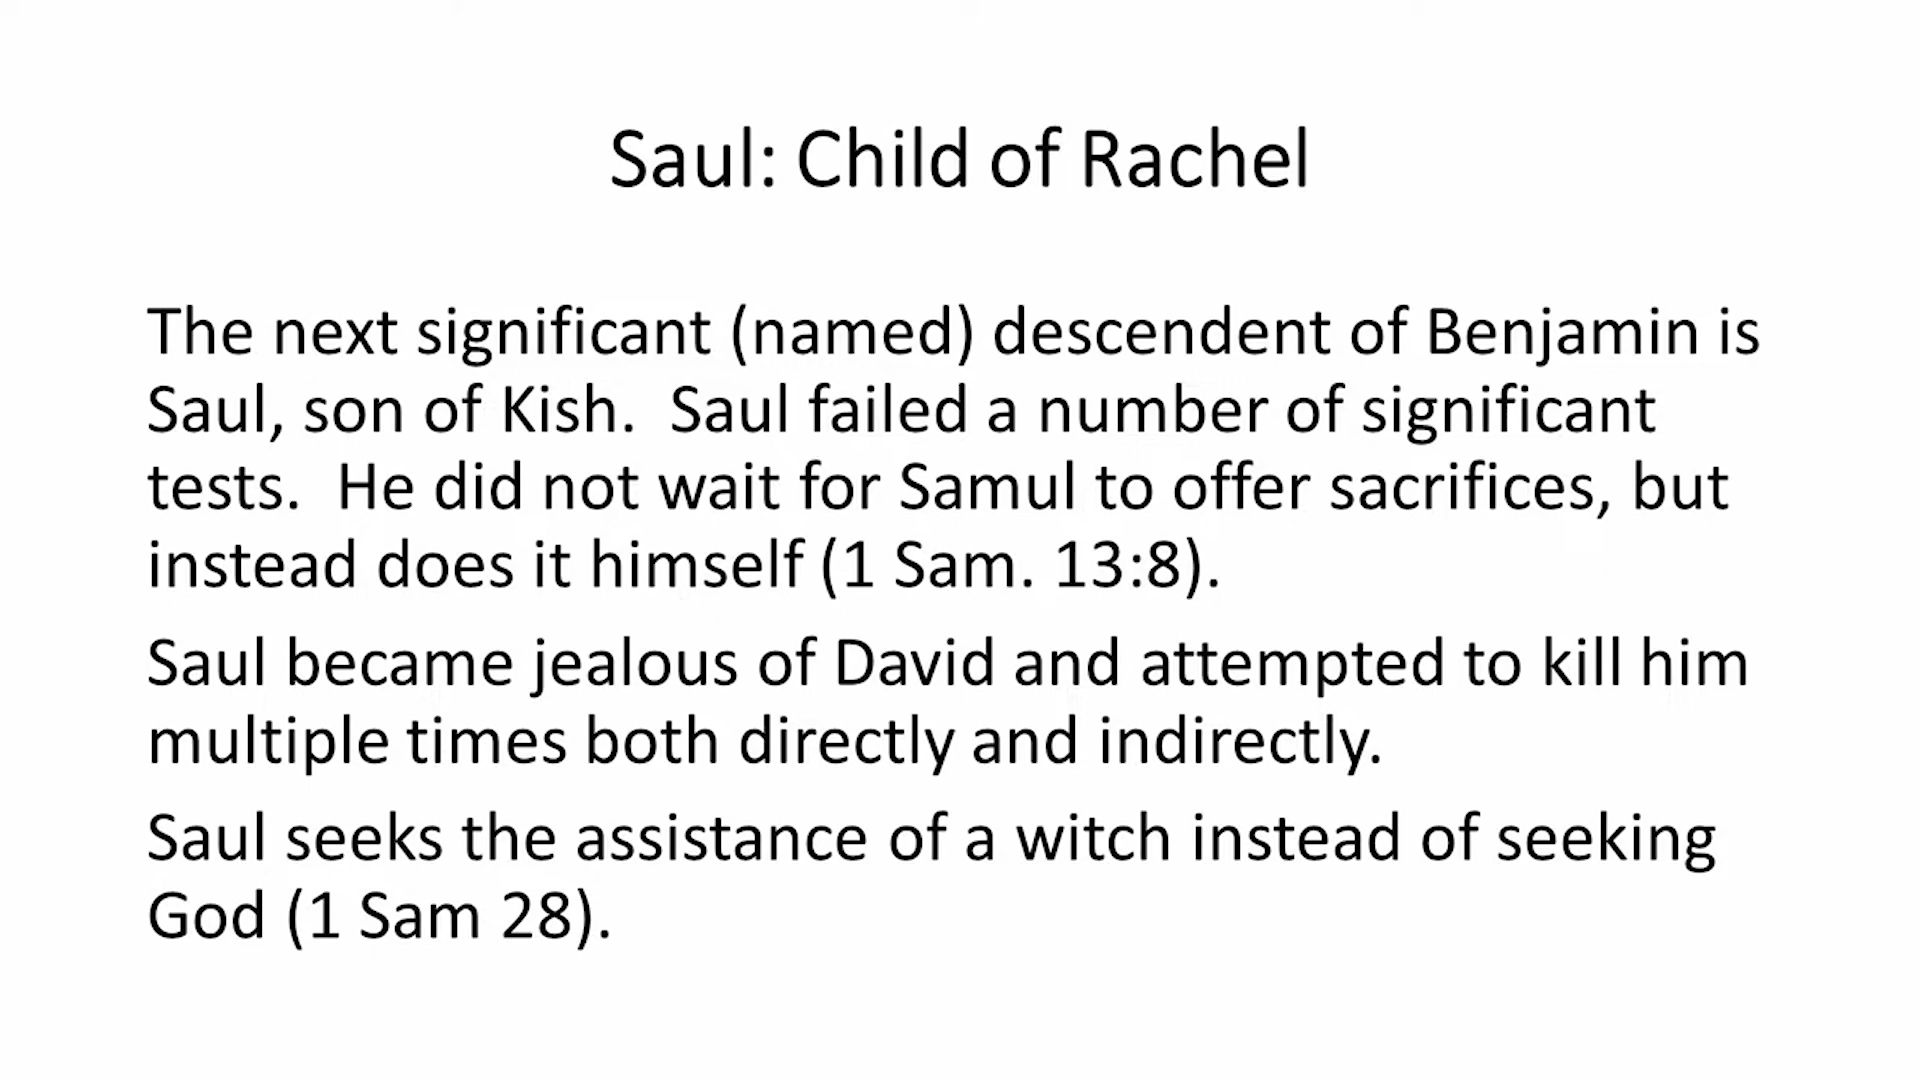 Saul: Child of Rachel
The next significant (named) descendent of Benjamin is
Saul, son of Kish.  Saul failed a number of significant
tests.  He did not wait for Samul to offer sacrifices, but
instead does it himself (1 Sam. 13:8).
Saul became jealous of David and attempted to kill him
multiple times both directly and indirectly.
Saul seeks the assistance of a witch instead of seeking
God (1 Sam 28).